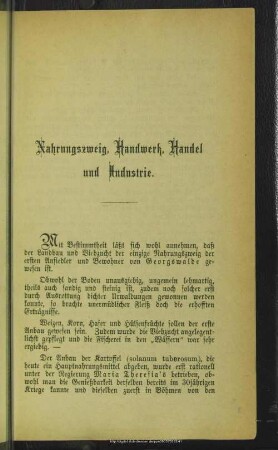 Nahrungszweig, Handwerk, Handel
und Industrie.
Mit Bestimmtheit läßt sich wohl annehmen, daß
der Landbau und Viehzucht der einzige Nahrungszweig der
ersten Ansiedler und Bewohner von Georgswalde ge-
wesen ist.
Obwohl der Boden unausgiebig, ungemein lehmartig,
theils auch sandig und steinig ist, zudem noch solcher erst
durch Ausrottung dichter Urwaldungen gewonnen werden
konnte, so brachte unermüdlicher Fleiß doch die erhofften
Erträgnisse.
Weizen, Korn, Hafer und Hülsenfrüchte sollen der erste
Anbau gewesen sein. Zudem wurde die Viehzucht angelegent-
lichst gepflegt und die Fischerei in den „Wässern“ war sehr
ergiebig. —
Der Anbau der Kartoffel (solanum tuberosum), die
heute ein Hauptnahrungsmittel abgeben, wurde erst rationell
unter der Regierung Maria Theresia's betrieben, ob-
wohl man die Genießbarkeit derselben bereits im 30jährigen
Kriege kannte und dieselben zuerst in Böhmen von den